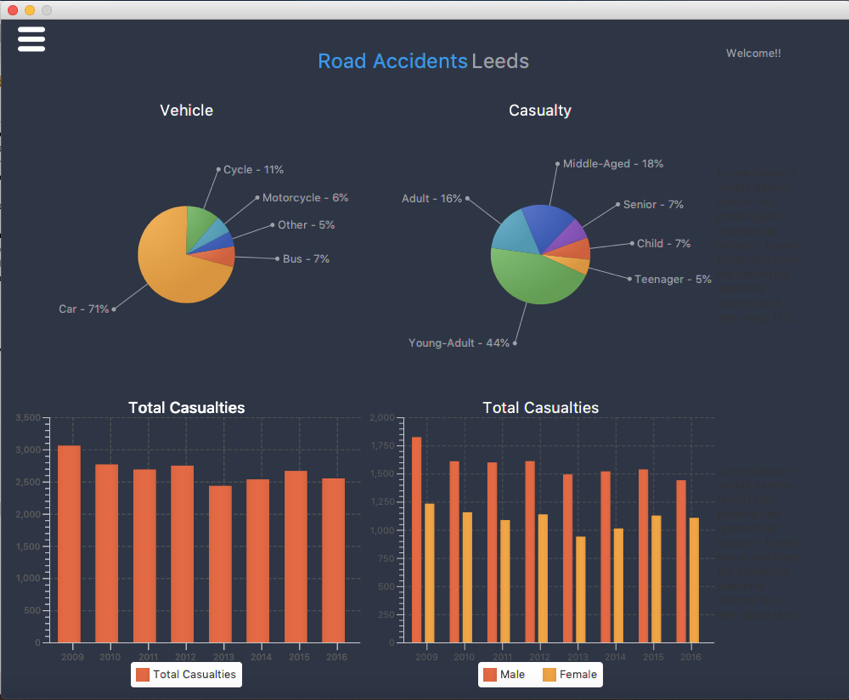 Road Accidents Leeds
Welcome!!
Vehicle
Cycle - 11%
Motorcycle - 6%
Other - 5%
Bus - 7%
Car - 71%
Casualty
Middle-Aged - 18%
Adult - 16%
Senior - 7%
Child - 7%
Teenager - 5%
Young-Adult - 44%
Total Casualties
3,500
3,000
2,500
2,000
1,500
1,000
500
0
2009 2010 2011 2012 2013 2014 2015 2016
Total Casualties
Total Casualties
2,000
1,750
1,500
1,250
1,000
750
500
250
0
2009 2010 2011 2012 2013 2014 2015 2016
Male Female